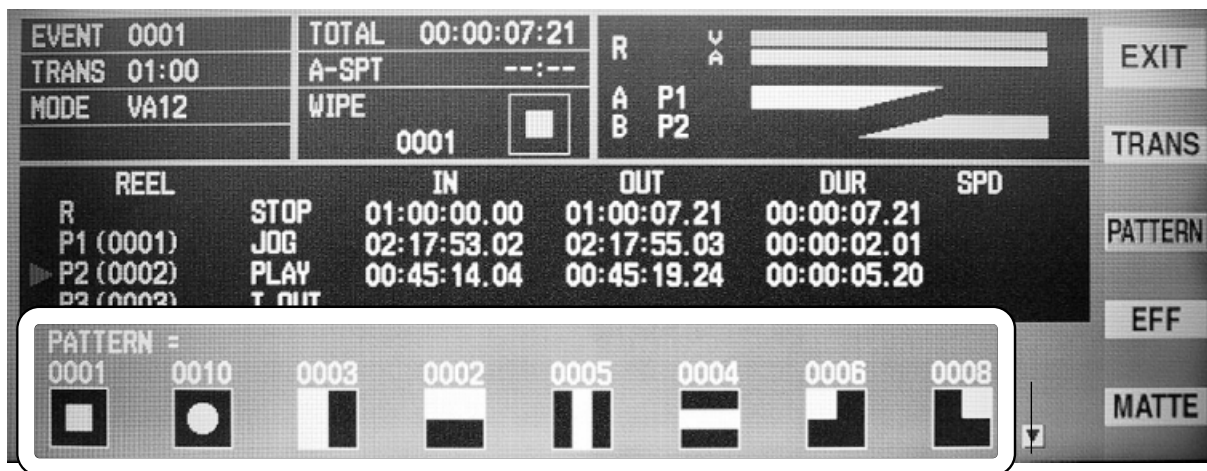 EVENT 0001
TRANS 01:00
MODE VA12
TOTAL 00:00:07:21
A-SPT --:--
WIPE
0001
R V
A
A P1
B P2
REEL IN OUT DUR SPD
R STOP 01:00:00.00 01:00:07.21 00:00:07.21
P1 (0001) JOG 02:17:53.02 02:17:55.03 00:00:02.01
P2 (0002) PLAY 00:45:14.04 00:45:19.24 00:00:05.20
P3 (0003) T.OUT
PATTERN =
0001 0010 0003 0002 0005 0004 0006 0008
EXIT
TRANS
PATTERN
EFF
MATTE